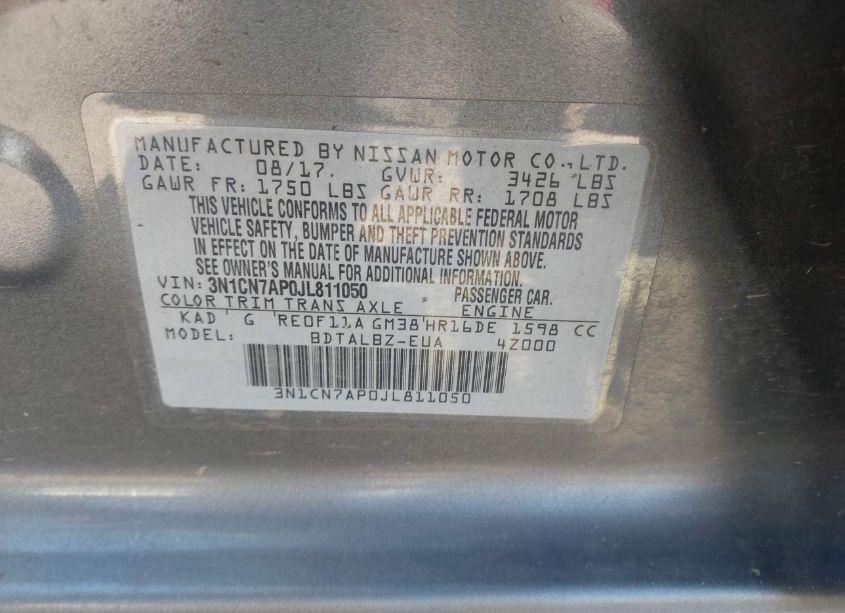 MANUFACTURED BY NISSAN MOTOR CO., LTD.
DATE: 08/17. GVWR: 3426 LBS
GAWR FR: 1750 LBS GAWR RR: 1708 LBS
THIS VEHICLE CONFORMS TO ALL APPLICABLE FEDERAL MOTOR
VEHICLE SAFETY, BUMPER AND THEFT PREVENTION STANDARDS
IN EFFECT ON THE DATE OF MANUFACTURE SHOWN ABOVE.
SEE OWNER'S MANUAL FOR ADDITIONAL INFORMATION.
VIN: 3N1CN7AP0JL811050 PASSENGER CAR.
COLOR TRIM TRANS AXLE ENGINE
KAD G RE0F11A GM38 HR16DE 1598 CC
MODEL: BDTALBZ-EUA 4Z000
3N1CN7AP0JL811050